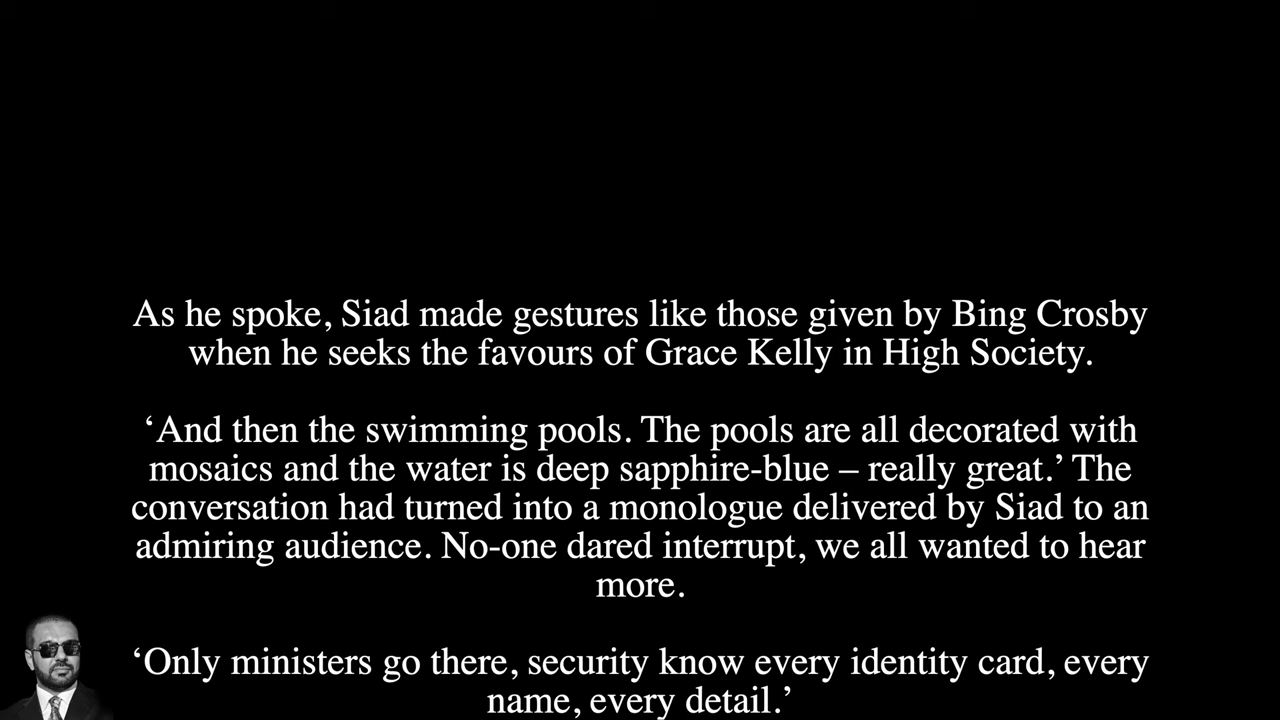 As he spoke, Siad made gestures like those given by Bing Crosby
when he seeks the favours of Grace Kelly in High Society.
‘And then the swimming pools. The pools are all decorated with
mosaics and the water is deep sapphire-blue – really great.’ The
conversation had turned into a monologue delivered by Siad to an
admiring audience. No-one dared interrupt, we all wanted to hear
more.
‘Only ministers go there, security know every identity card, every
name, every detail.’